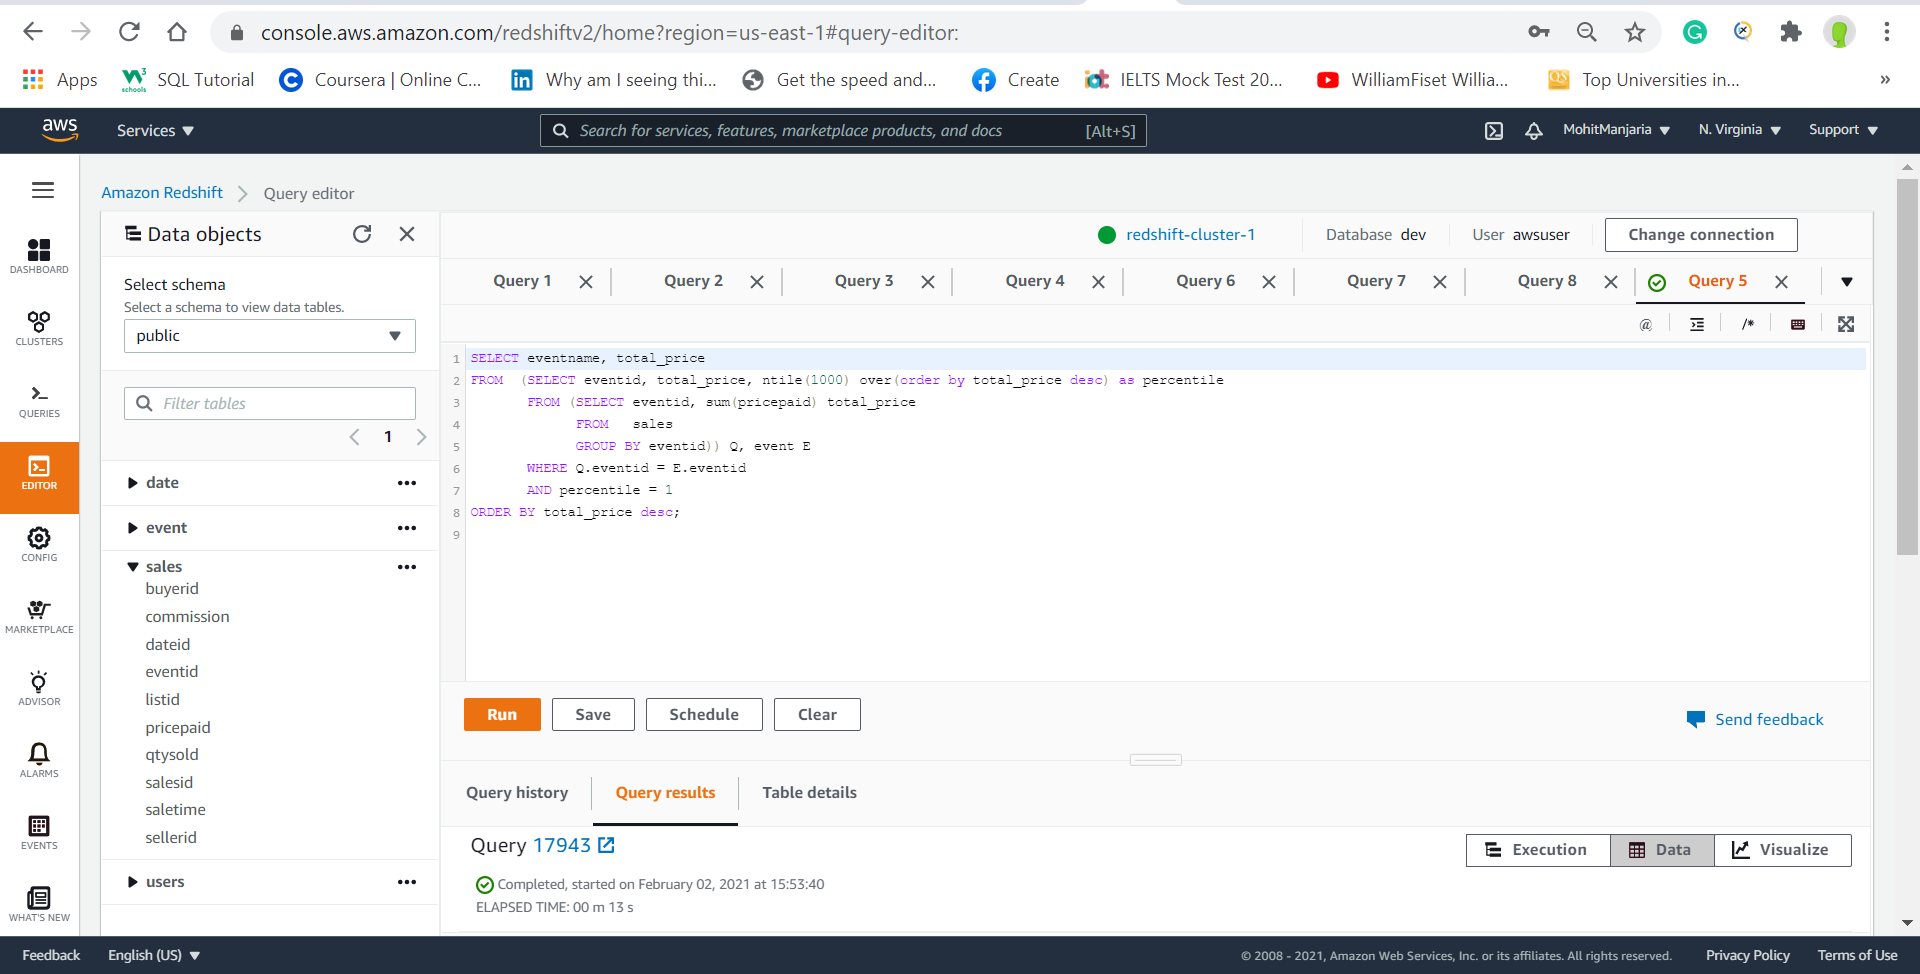 console.aws.amazon.com/redshiftv2/home?region=us-east-1#query-editor:
Apps
w3 schools SQL Tutorial
C Coursera | Online C...
in Why am I seeing thi...
Get the speed and...
Create
IELTS Mock Test 20...
WilliamFiset Willia...
QS Top Universities in...
»
aws
Services
Search for services, features, marketplace products, and docs [Alt+S]
MohitManjaria
N. Virginia
Support
Amazon Redshift > Query editor
DASHBOARD
CLUSTERS
QUERIES
EDITOR
CONFIG
MARKETPLACE
ADVISOR
ALARMS
EVENTS
WHAT'S NEW
Data objects
Select schema
Select a schema to view data tables.
public
Filter tables
1
date
event
sales
buyerid
commission
dateid
eventid
listid
pricepaid
qtysold
salesid
saletime
sellerid
users
redshift-cluster-1
Database dev
User awsuser
Change connection
Query 1
Query 2
Query 3
Query 4
Query 6
Query 7
Query 8
Query 5
@ /*
1 SELECT eventname, total_price
2 FROM  (SELECT eventid, total_price, ntile(1000) over(order by total_price desc) as percentile
3        FROM (SELECT eventid, sum(pricepaid) total_price
4              FROM   sales
5              GROUP BY eventid)) Q, event E
6        WHERE Q.eventid = E.eventid
7        AND percentile = 1
8 ORDER BY total_price desc;
9
Run
Save
Schedule
Clear
Send feedback
Query history
Query results
Table details
Query 17943
Execution
Data
Visualize
Completed, started on February 02, 2021 at 15:53:40
ELAPSED TIME: 00 m 13 s
Feedback
English (US)
© 2008 - 2021, Amazon Web Services, Inc. or its affiliates. All rights reserved.
Privacy Policy
Terms of Use